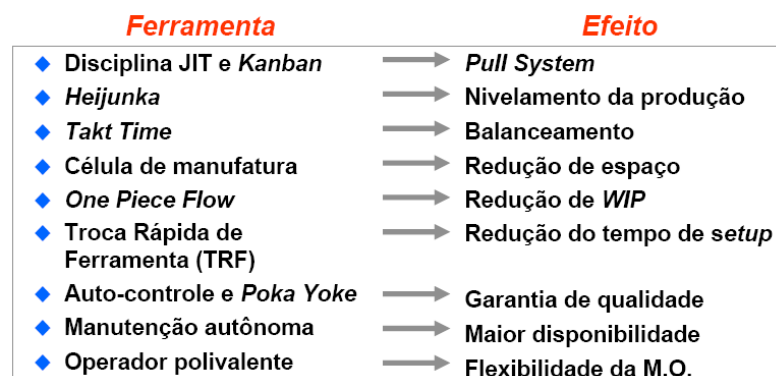 Ferramenta Efeito
Disciplina JIT e Kanban Pull System
Heijunka Nivelamento da produção
Takt Time Balanceamento
Célula de manufatura Redução de espaço
One Piece Flow Redução de WIP
Troca Rápida de Redução do tempo de setup
Ferramenta (TRF)
Auto-controle e Poka Yoke Garantia de qualidade
Manutenção autônoma Maior disponibilidade
Operador polivalente Flexibilidade da M.O.